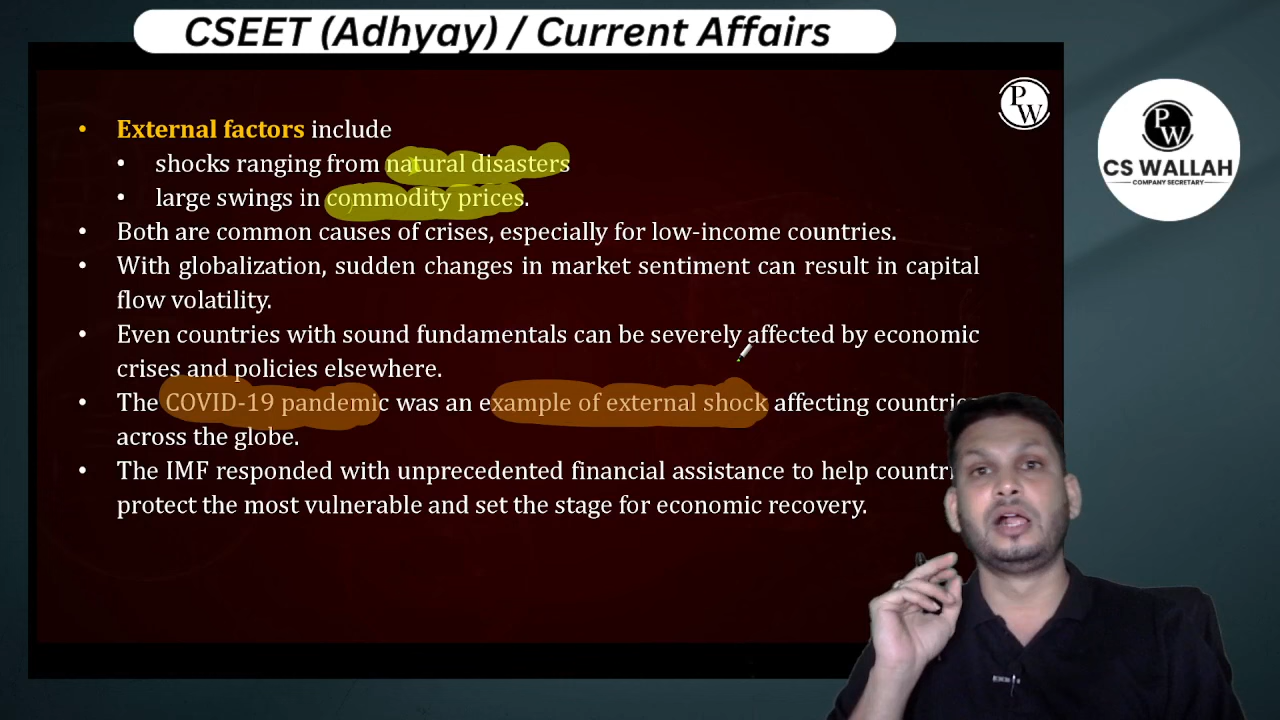 CSEET (Adhyay) / Current Affairs
PW
PW
CS WALLAH
COMPANY SECRETARY
• External factors include
• shocks ranging from natural disasters
• large swings in commodity prices.
• Both are common causes of crises, especially for low-income countries.
• With globalization, sudden changes in market sentiment can result in capital
flow volatility.
• Even countries with sound fundamentals can be severely affected by economic
crises and policies elsewhere.
• The COVID-19 pandemic was an example of external shock affecting
across the globe.
• The IMF responded with unprecedented financial assistance to help
protect the most vulnerable and set the stage for economic recovery.